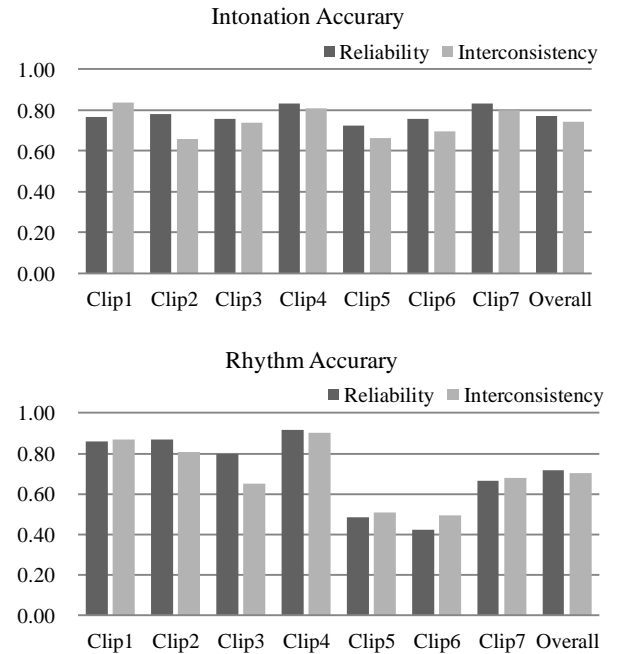 Intonation Accurary
Reliability Interconsistency
1.00
0.80
0.60
0.40
0.20
0.00
Clip1 Clip2 Clip3 Clip4 Clip5 Clip6 Clip7 Overall
Rhythm Accurary
Reliability Interconsistency
1.00
0.80
0.60
0.40
0.20
0.00
Clip1 Clip2 Clip3 Clip4 Clip5 Clip6 Clip7 Overall